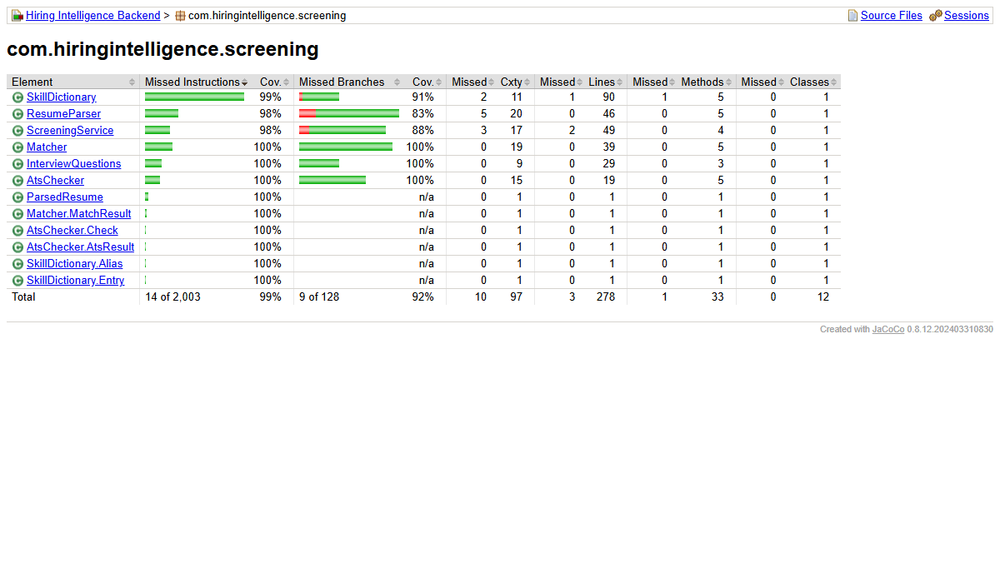 Hiring Intelligence Backend > com.hiringintelligence.screening Source Files Sessions
com.hiringintelligence.screening
Element Missed Instructions Cov. Missed Branches Cov. Missed Cxty Missed Lines Missed Methods Missed Classes
SkillDictionary 99% 91% 2 11 1 90 1 5 0 1
ResumeParser 98% 83% 5 20 0 46 0 5 0 1
ScreeningService 98% 88% 3 17 2 49 0 4 0 1
Matcher 100% 100% 0 19 0 39 0 5 0 1
InterviewQuestions 100% 100% 0 9 0 29 0 3 0 1
AtsChecker 100% 100% 0 15 0 19 0 5 0 1
ParsedResume 100% n/a 0 1 0 1 0 1 0 1
Matcher.MatchResult 100% n/a 0 1 0 1 0 1 0 1
AtsChecker.Check 100% n/a 0 1 0 1 0 1 0 1
AtsChecker.AtsResult 100% n/a 0 1 0 1 0 1 0 1
SkillDictionary.Alias 100% n/a 0 1 0 1 0 1 0 1
SkillDictionary.Entry 100% n/a 0 1 0 1 0 1 0 1
Total 14 of 2,003 99% 9 of 128 92% 10 97 3 278 1 33 0 12
Created with JaCoCo 0.8.12.202403310830